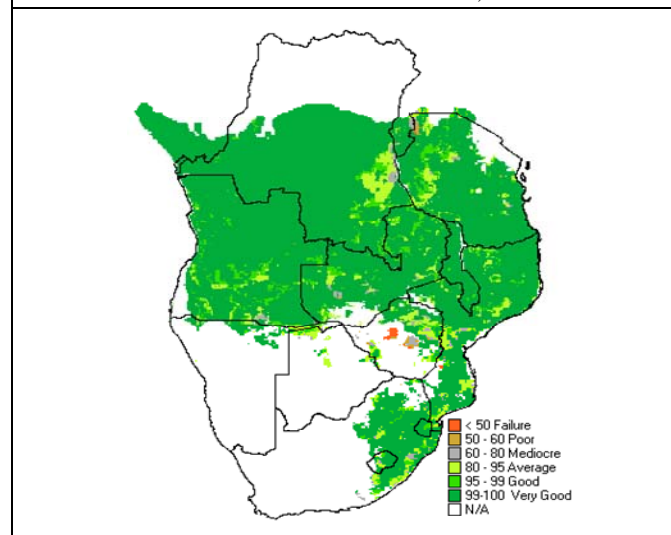 < 50 Failure
50 - 60 Poor
60 - 80 Mediocre
80 - 95 Average
95 - 99 Good
99-100 Very Good
N/A